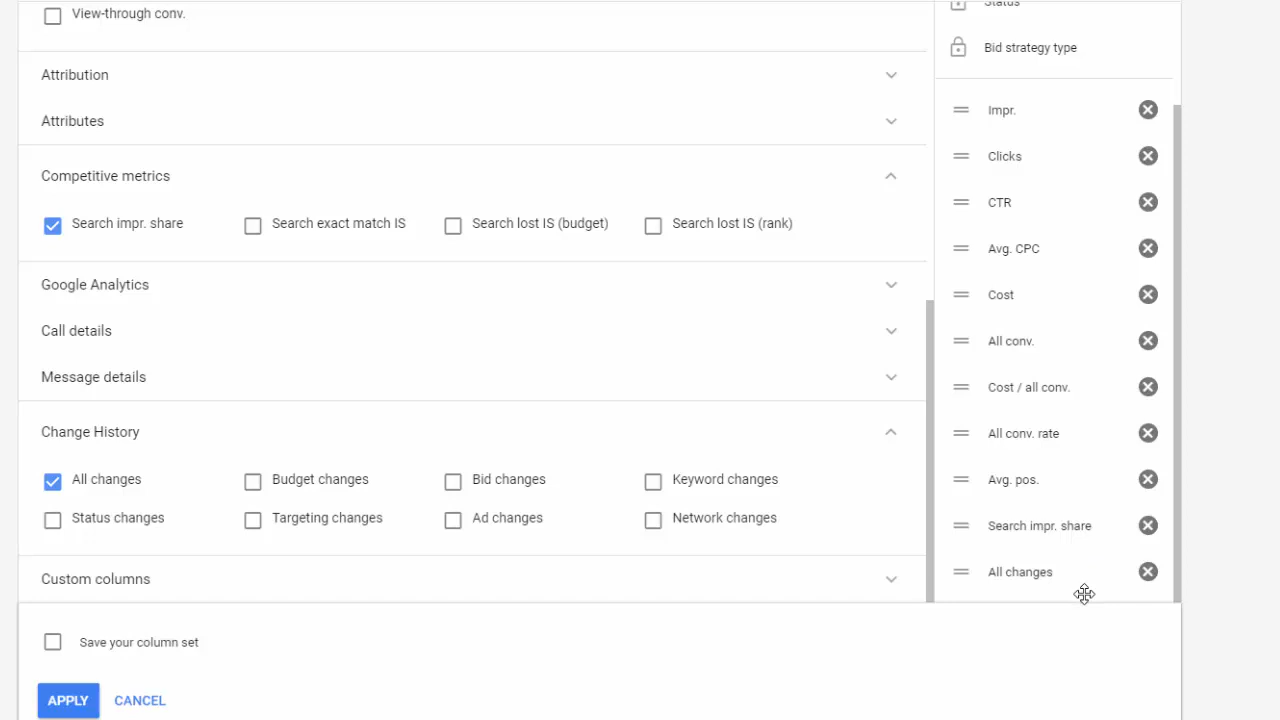 View-through conv.
Attribution
Attributes
Competitive metrics
Search impr. share
Search exact match IS
Search lost IS (budget)
Search lost IS (rank)
Google Analytics
Call details
Message details
Change History
All changes
Budget changes
Bid changes
Keyword changes
Status changes
Targeting changes
Ad changes
Network changes
Custom columns
Status
Bid strategy type
Impr.
Clicks
CTR
Avg. CPC
Cost
All conv.
Cost / all conv.
All conv. rate
Avg. pos.
Search impr. share
All changes
Save your column set
APPLY
CANCEL